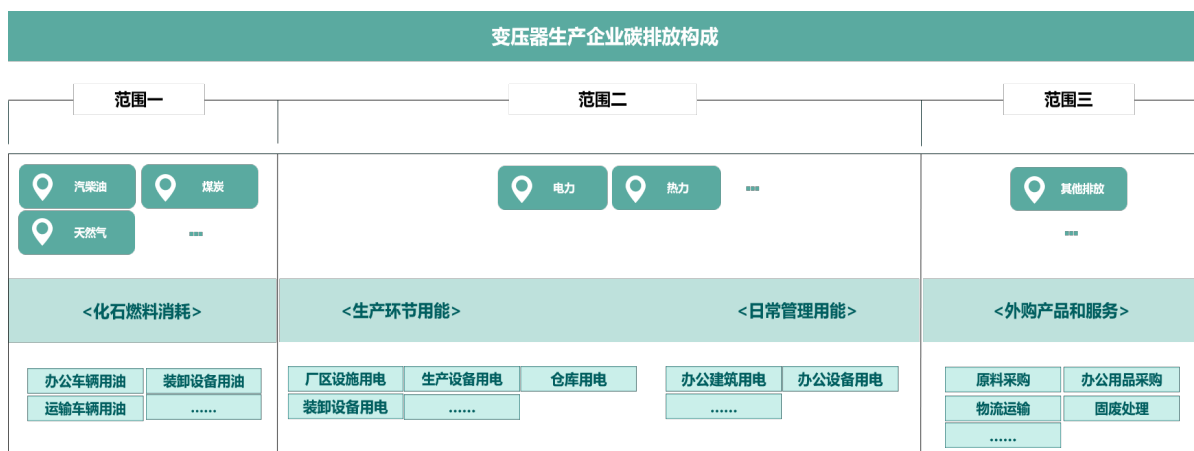 变压器生产企业碳排放构成
范围一
范围二
范围三
汽柴油
煤炭
天然气
电力
热力
其他排放
<化石燃料消耗>
<生产环节用能>
<日常管理用能>
<外购产品和服务>
办公车辆用油
装卸设备用油
运输车辆用油
……
厂区设施用电
生产设备用电
仓库用电
装卸设备用电
……
办公建筑用电
办公设备用电
……
原料采购
办公用品采购
物流运输
固废处理
……